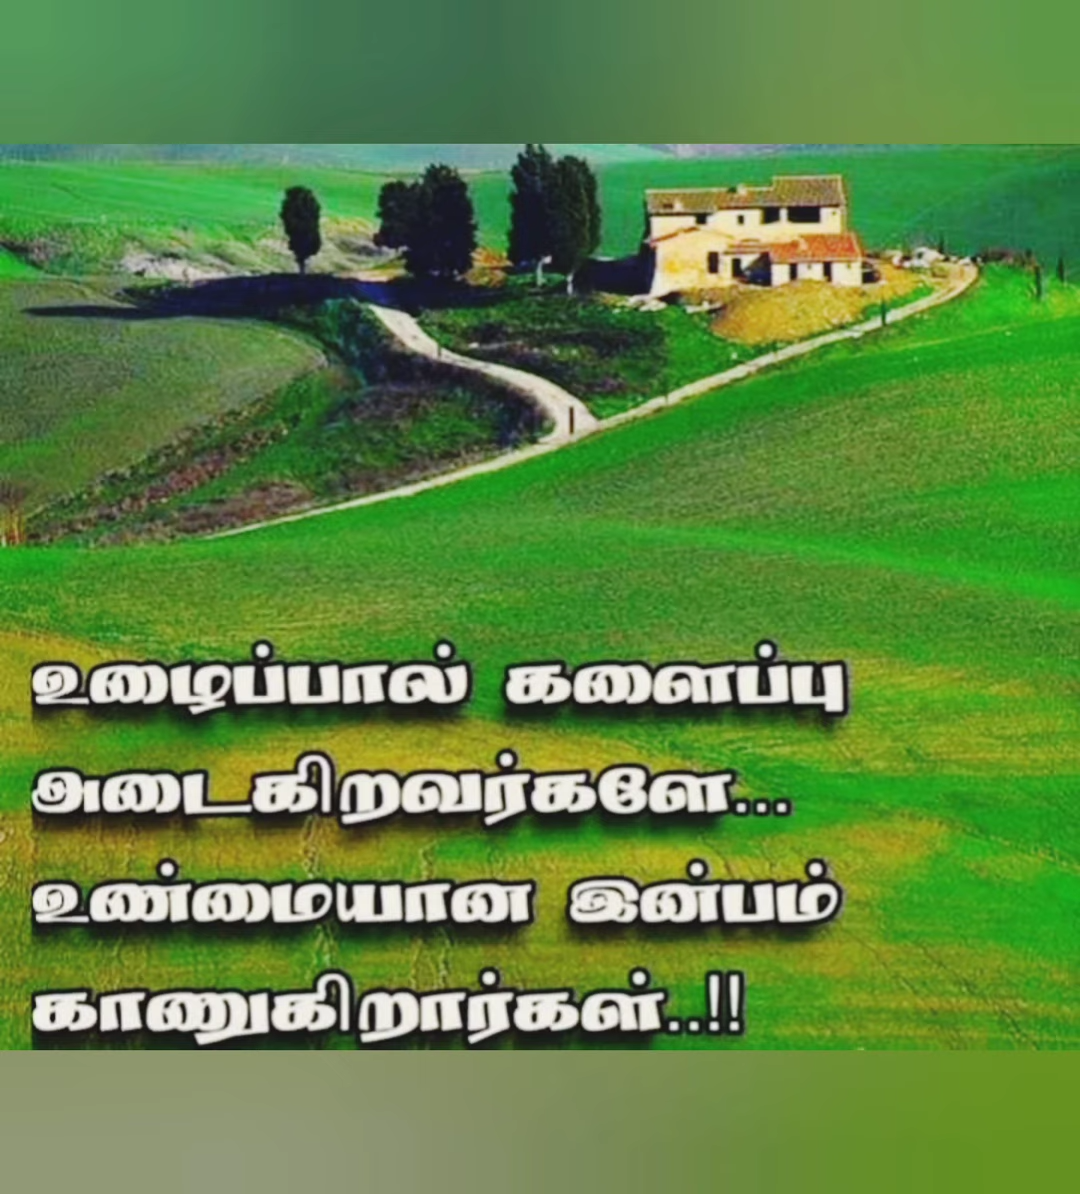 உழைப்பால் களைப்பு
அடைகிறவர்களே...
உண்மையான இன்பம்
காணுகிறார்கள்..!!